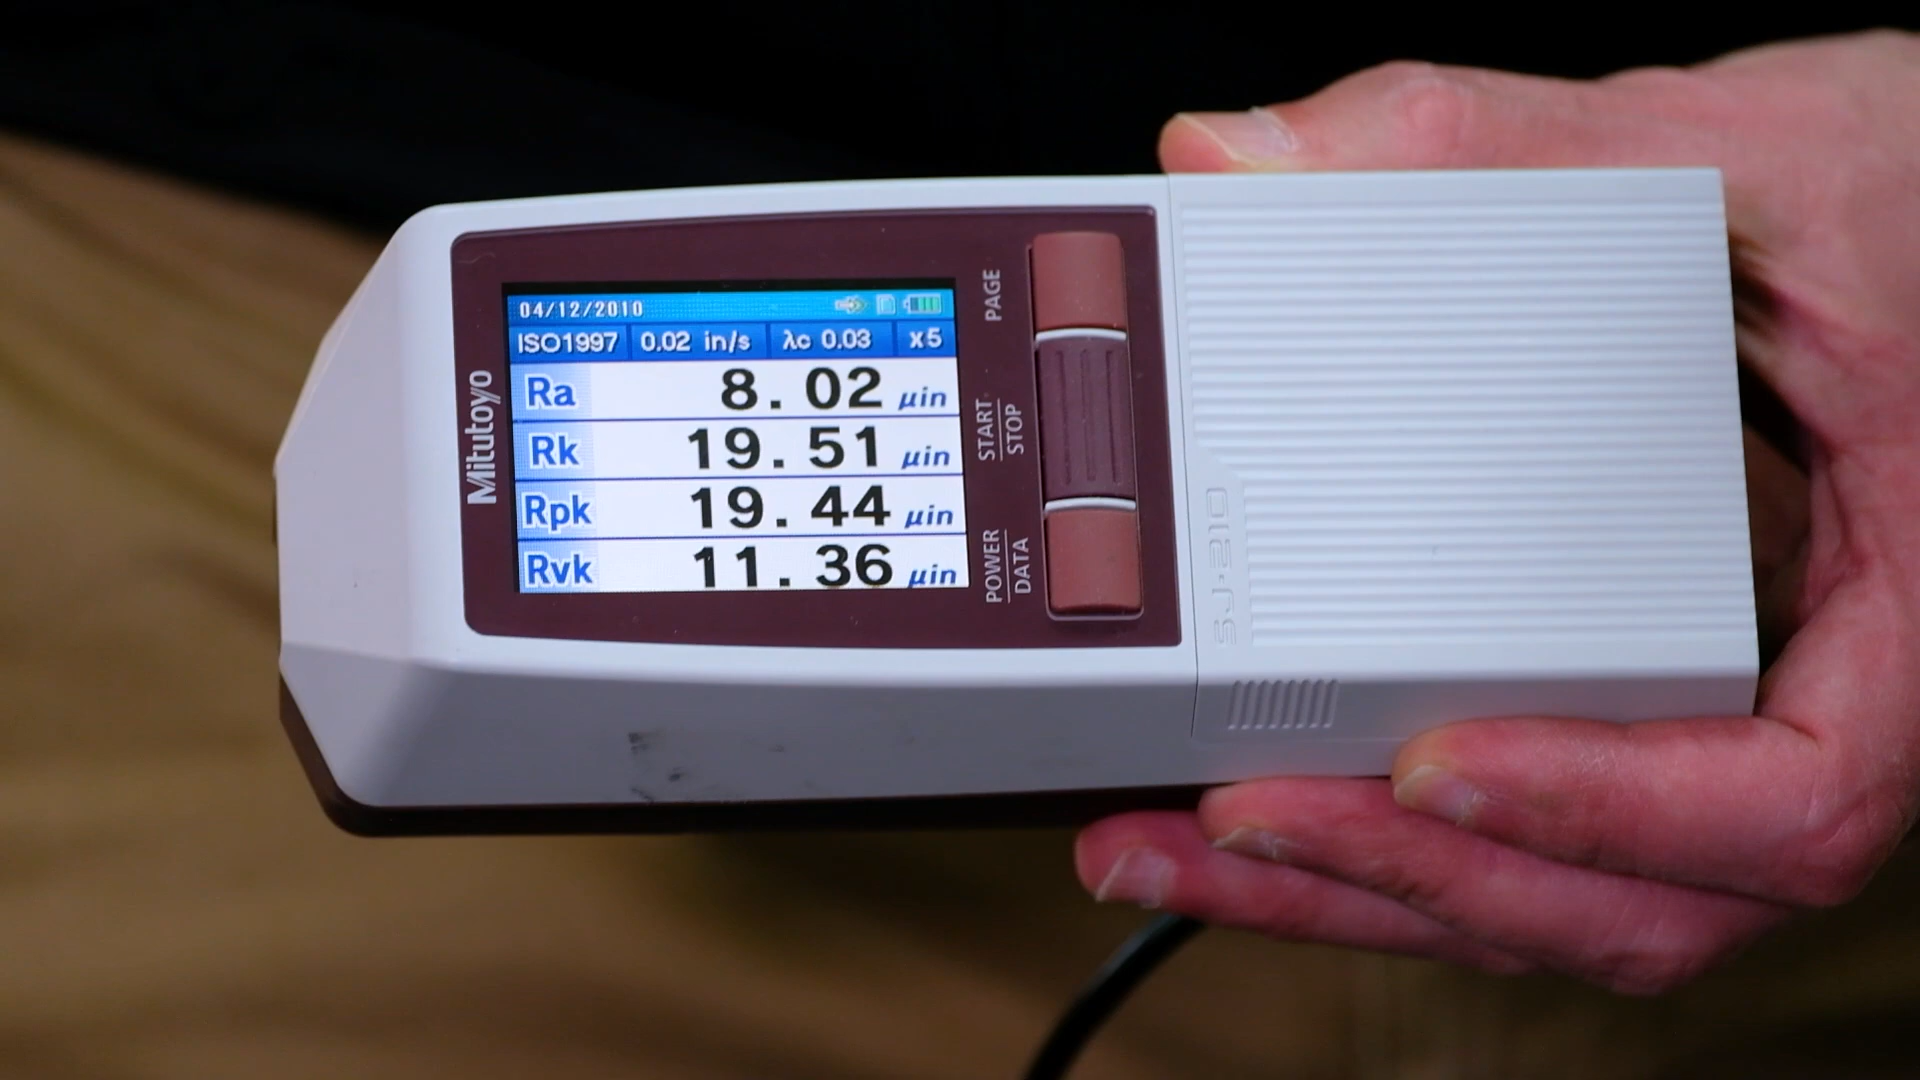 Mitutoyo
04/12/2010
ISO1997 0.02 in/s λc 0.03 x5
Ra 8.02 µin
Rk 19.51 µin
Rpk 19.44 µin
Rvk 11.36 µin
PAGE
START
STOP
POWER
DATA
SJ-210